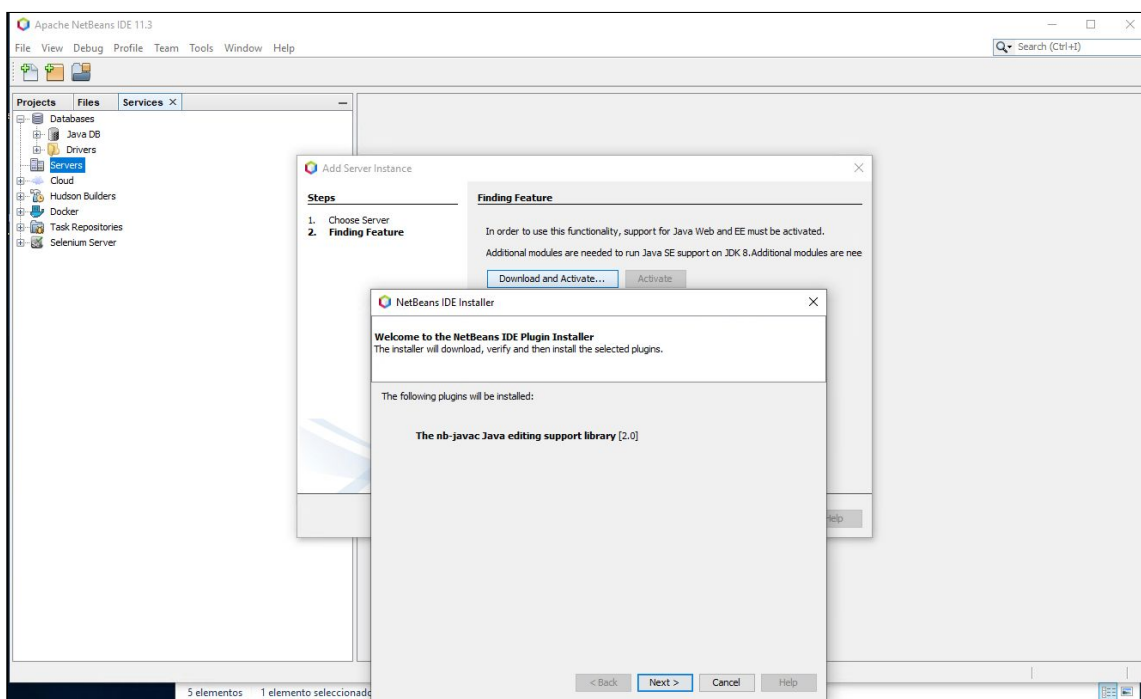 Apache NetBeans IDE 11.3
File View Debug Profile Team Tools Window Help
Search (Ctrl+I)
Projects Files Services
Databases
Java DB
Drivers
Servers
Cloud
Hudson Builders
Docker
Task Repositories
Selenium Server
Add Server Instance
Steps
1. Choose Server
2. Finding Feature
Finding Feature
In order to use this functionality, support for Java Web and EE must be activated.
Additional modules are needed to run Java SE support on JDK 8.Additional modules are nee
Download and Activate... Activate
NetBeans IDE Installer
Welcome to the NetBeans IDE Plugin Installer
The installer will download, verify and then install the selected plugins.
The following plugins will be installed:
The nb-javac Java editing support library [2.0]
Help
< Back Next > Cancel Help
5 elementos 1 elemento seleccionado